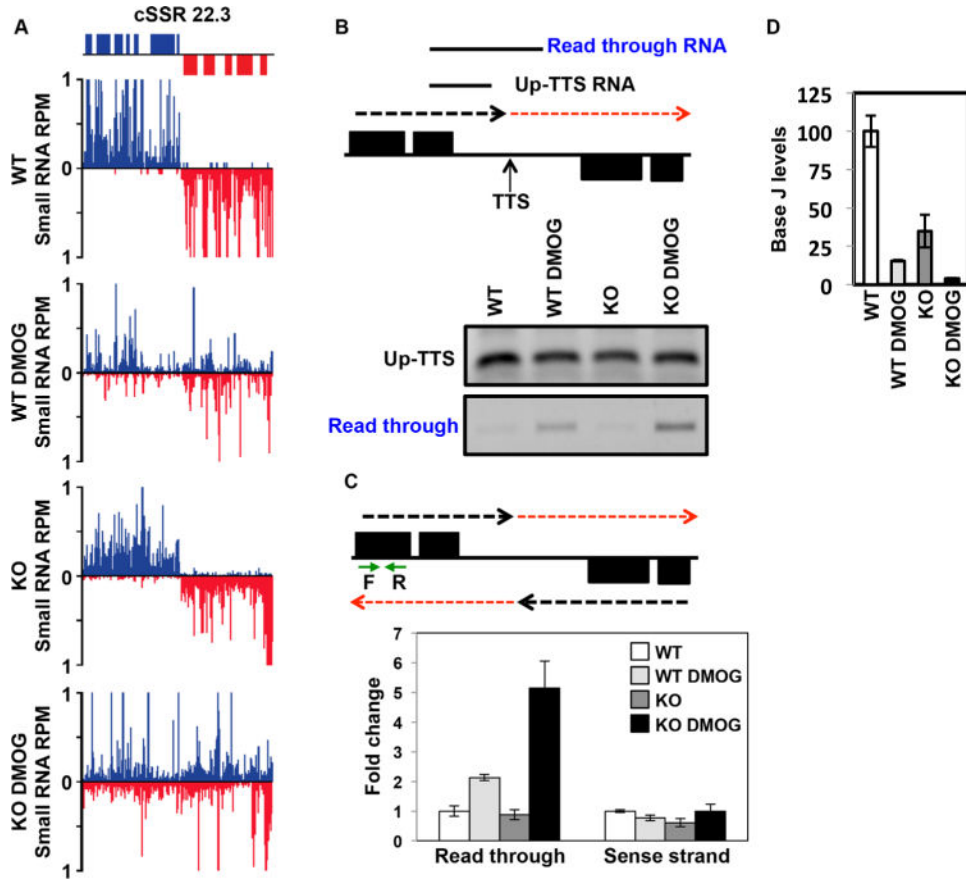 A
cSSR 22.3
1
0
1
WT
Small RNA RPM
1
0
1
WT DMOG
Small RNA RPM
1
0
1
KO
Small RNA RPM
1
0
1
KO DMOG
Small RNA RPM
B
Read through RNA
Up-TTS RNA
TTS
WT
WT DMOG
KO
KO DMOG
Up-TTS
Read through
C
F R
Fold change
7
6
5
4
3
2
1
0
WT
WT DMOG
KO
KO DMOG
Read through
Sense strand
D
Base J levels
125
100
75
50
25
0
WT
WT DMOG
KO
KO DMOG